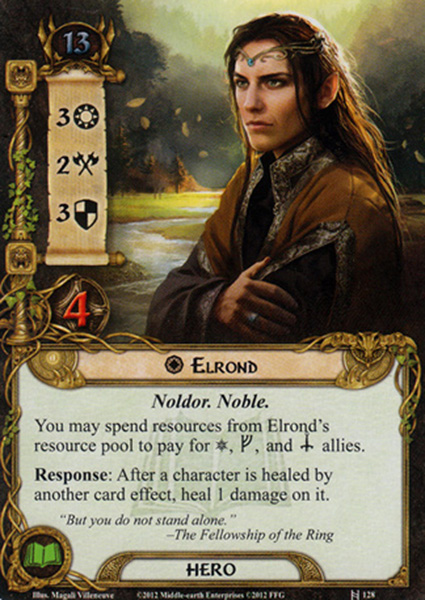 13
3
2
3
4
Elrond
Noldor. Noble.
You may spend resources from Elrond's
resource pool to pay for , , and allies.
Response: After a character is healed by
another card effect, heal 1 damage on it.
"But you do not stand alone."
–The Fellowship of the Ring
HERO
Illus. Magali Villeneuve
©2012 Middle-earth Enterprises ©2012 FFG
128